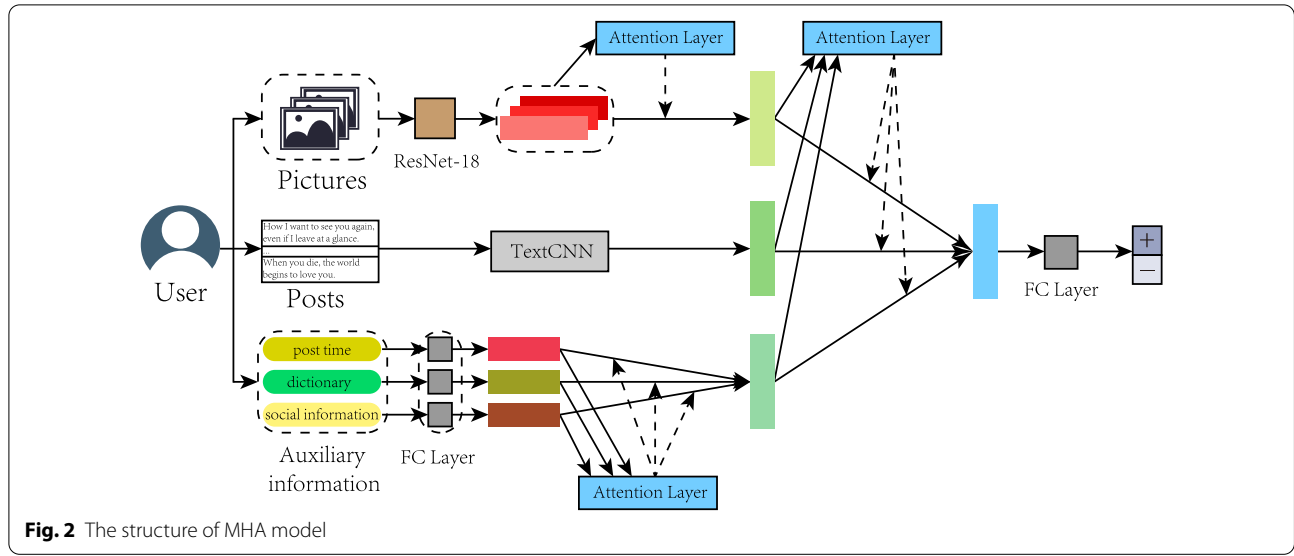 Attention Layer
Attention Layer
ResNet-18
Pictures
How I want to see you again,
even if I leave at a glance.
...
When you die, the world
begins to love you.
TextCNN
User
Posts
+
−
FC Layer
post time
dictionary
social information
Auxiliary
information
FC Layer
Attention Layer
Fig. 2 The structure of MHA model